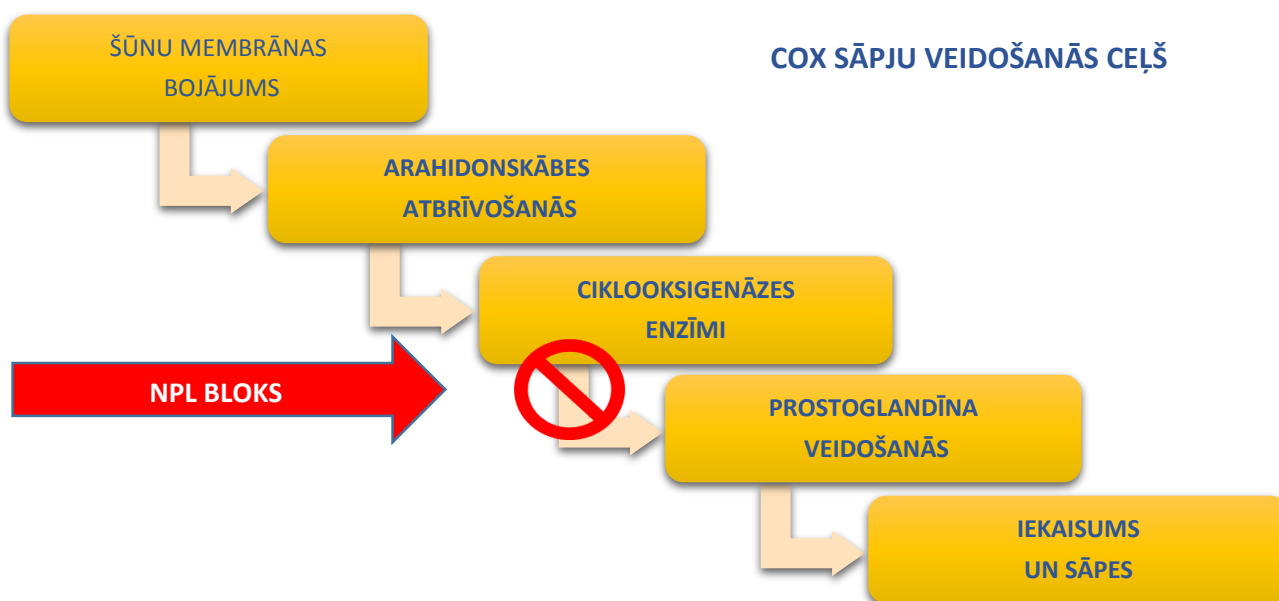 ŠŪNU MEMBRĀNAS
BOJĀJUMS
COX SĀPJU VEIDOŠANĀS CEĻŠ
ARAHIDONSKĀBES
ATBRĪVOŠANĀS
CIKLOOKSIGENĀZES
ENZĪMI
NPL BLOKS
PROSTOGLANDĪNA
VEIDOŠANĀS
IEKAISUMS
UN SĀPES